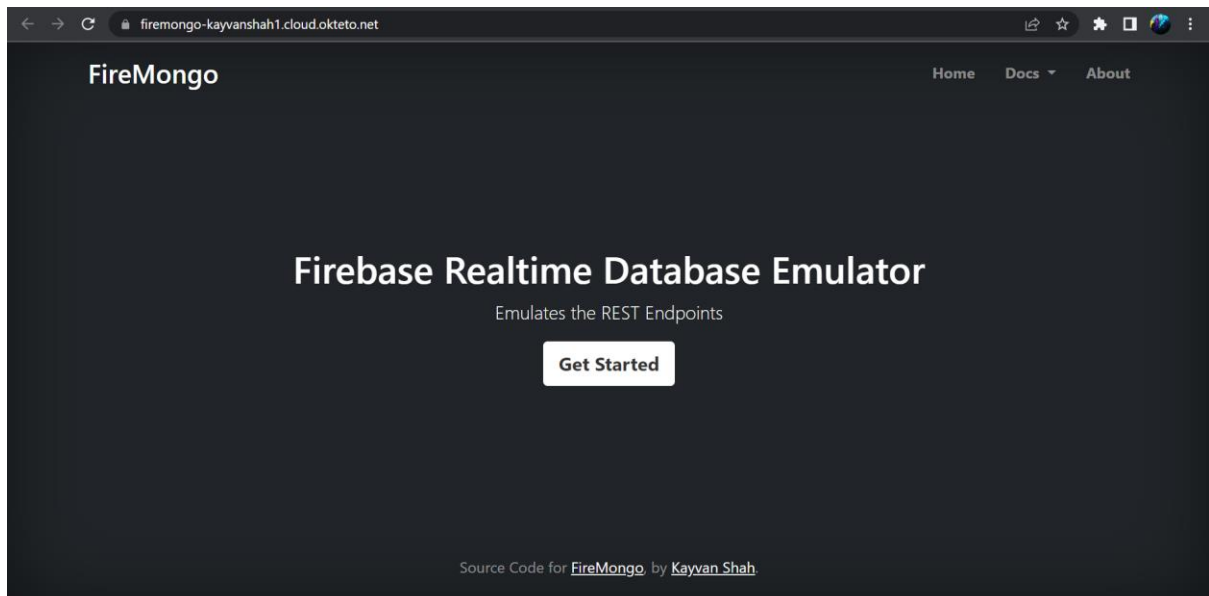 firemongo-kayvanshah1.cloud.okteto.net
FireMongo
Home Docs About
Firebase Realtime Database Emulator
Emulates the REST Endpoints
Get Started
Source Code for FireMongo, by Kayvan Shah.